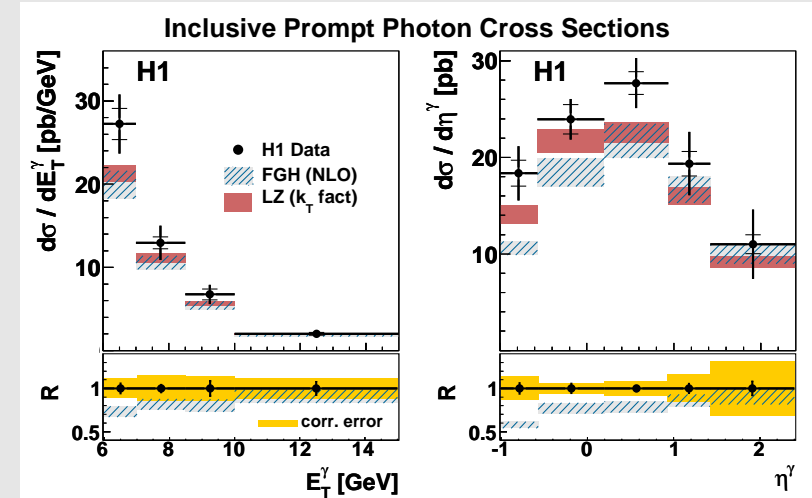 Inclusive Prompt Photon Cross Sections
H1
dσ / dE_T^γ [pb/GeV]
30
20
10
H1 Data
FGH (NLO)
LZ (k_T fact)
R
1
0.5
corr. error
6 8 10 12 14
E_T^γ [GeV]
H1
dσ / dη^γ [pb]
30
20
10
R
1
0.5
-1 0 1 2
η^γ